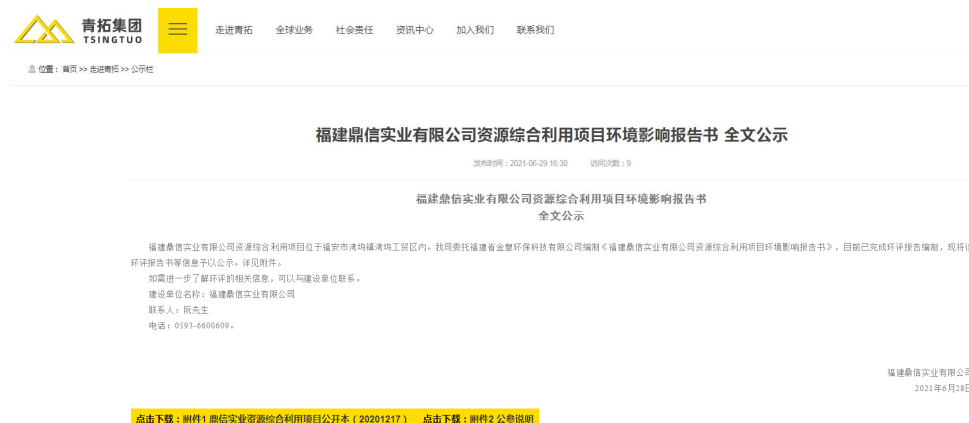 青拓集团
TSINGTUO
走进青拓 全球业务 社会责任 资讯中心 加入我们 联系我们
位置： 首页 >> 走进青拓 >> 公示栏
福建鼎信实业有限公司资源综合利用项目环境影响报告书 全文公示
发布时间：2021-06-29 16:30 访问次数：9
福建鼎信实业有限公司资源综合利用项目环境影响报告书
全文公示
福建鼎信实业有限公司资源综合利用项目位于福安市湾坞镇湾坞工贸区内。我司委托福建省金皇环保科技有限公司编制《福建鼎信实业有限公司资源综合利用项目环境影响报告书》，目前已完成环评报告编制，现将
环评报告书等信息予以公示。详见附件。
如需进一步了解环评的相关信息，可以与建设单位联系。
建设单位名称：福建鼎信实业有限公司
联系人：阮先生
电话：0593-6600609。
福建鼎信实业有限公司
2021年6月28日
点击下载：附件1 鼎信实业资源综合利用项目公开本（20201217） 点击下载：附件2 公参说明